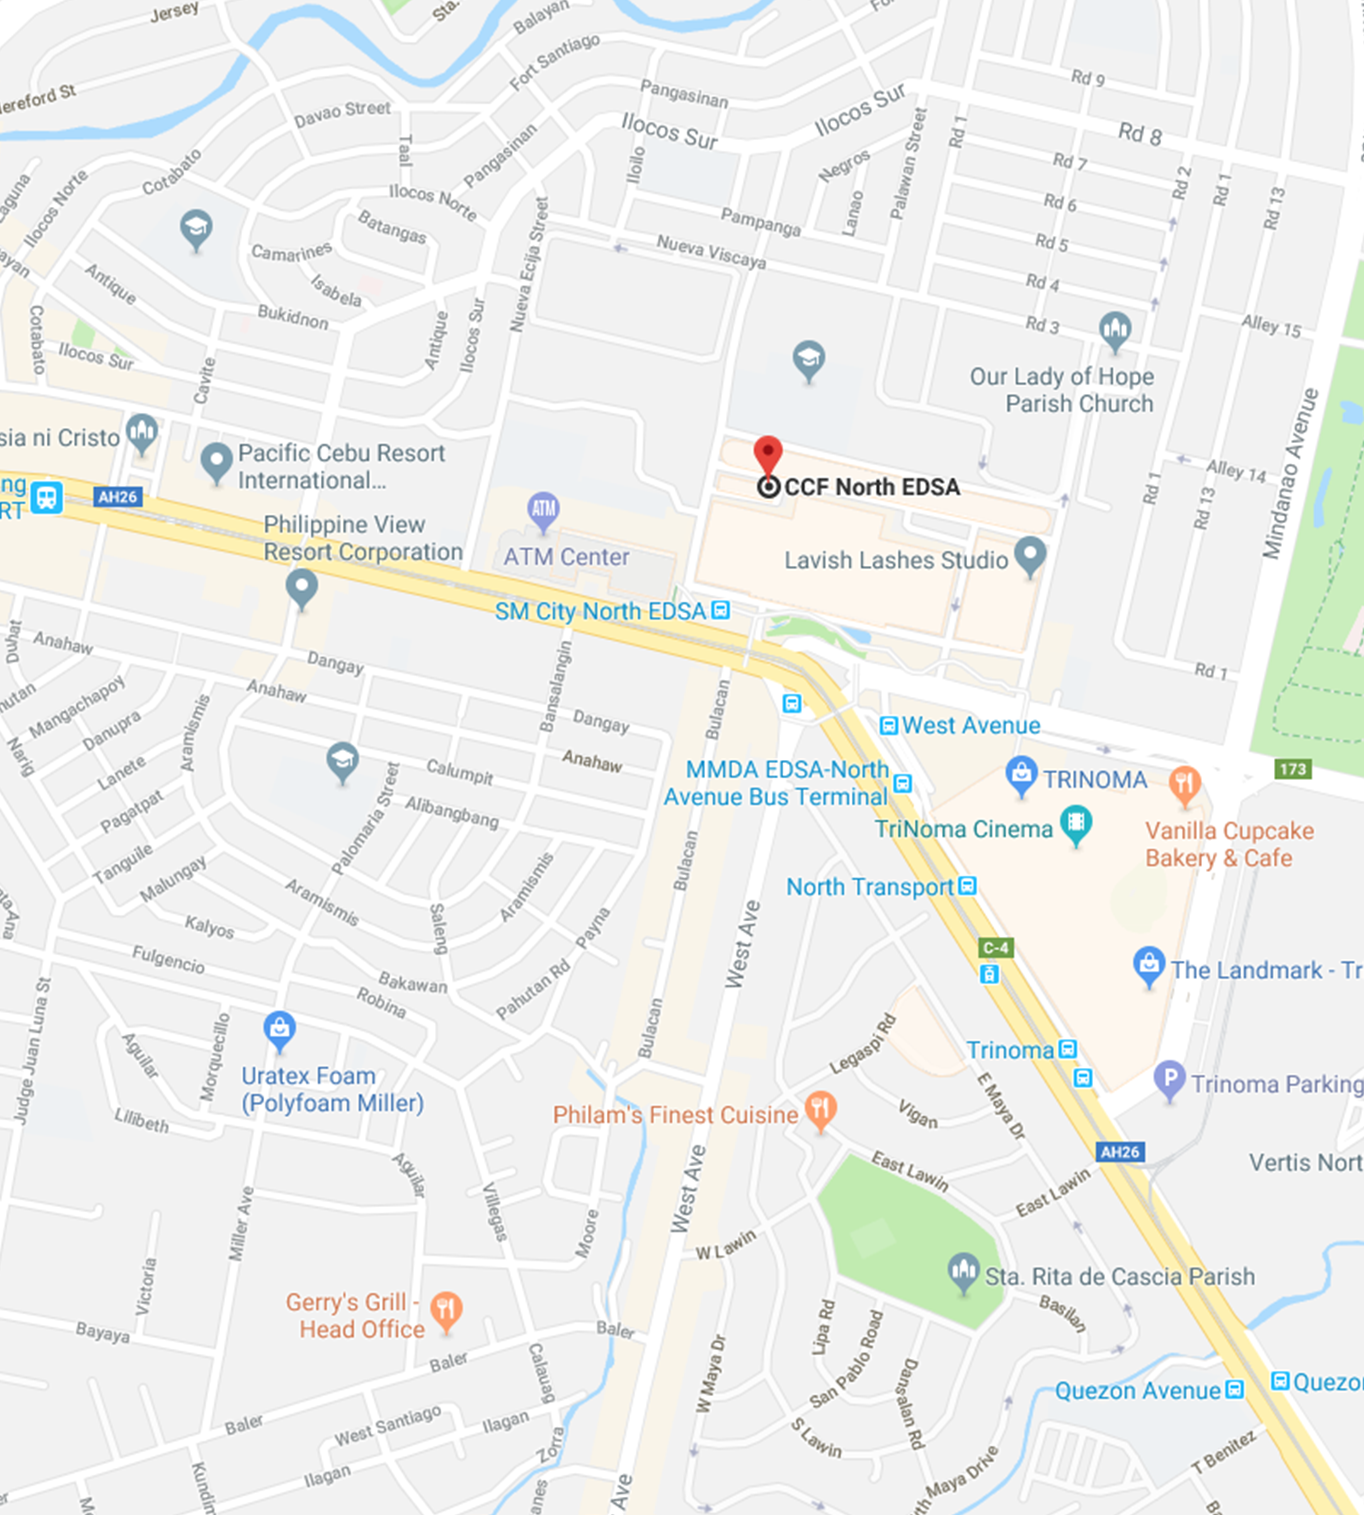 Jersey
Sta.
Balayan
Fort Santiago
Rd 9
Hereford St
Davao Street
Pangasinan
Ilocos Sur
Ilocos Sur
Rd 8
Taal
Pangasinan
Iloilo
Negros
Palawan Street
Rd 1
Rd 7
Rd 2
Rd 1
Rd 13
Cotabato
Ilocos Norte
Laguna
Ilocos Norte
Batangas
Lanao
Rd 6
Pampanga
Rd 5
Nueva Viscaya
Camarines
Isabela
Nueva Ecija Street
Antique
Rd 4
Bukidnon
Rd 3
Alley 15
Cotabato
Antique
Ilocos Sur
Ilocos Sur
Cavite
Our Lady of Hope
Parish Church
Mindanao Avenue
sia ni Cristo
Pacific Cebu Resort
International...
Alley 14
CCF North EDSA
Rd 1
Rd 13
ng
RT
AH26
ATM
ATM Center
Philippine View
Resort Corporation
Lavish Lashes Studio
SM City North EDSA
Duhat
Anahaw
Dangay
Bansalangin
Rd 1
Anahaw
Mangachapoy
Danupra
Aramismis
Bulacan
Dangay
Narig
West Avenue
Anahaw
Lanete
Calumpit
MMDA EDSA-North
Avenue Bus Terminal
TRINOMA
173
Pagatpat
Palomaria Street
Alibangbang
TriNoma Cinema
Vanilla Cupcake
Bakery & Cafe
Tanguile
Malungay
Bulacan
Aramismis
Aramismis
North Transport
Kalyos
Saleng
Payna
West Ave
C-4
Fulgencio
Bakawan
Pahutan Rd
The Landmark - Tr
Robina
Judge Juan Luna St
Bulacan
Legaspi Rd
Aguilar
Morquecillo
Trinoma
Uratex Foam
(Polyfoam Miller)
P
Trinoma Parking
E Maya Dr
Lilibeth
Philam's Finest Cuisine
Vigan
AH26
Aguilar
East Lawin
Vertis Nort
West Ave
East Lawin
Miller Ave
Villegas
Moore
W Lawin
Victoria
Sta. Rita de Cascia Parish
Gerry's Grill -
Head Office
Basilan
Bayaya
Baler
Lipa Rd
San Pablo Road
Baler
W Maya Dr
Calauag
Dansalan Rd
Quezon Avenue
Quezo
Baler
West Santiago
Ilagan
S Lawin
Zorra
T Benitez
Ilagan
Maya Drive
Ave